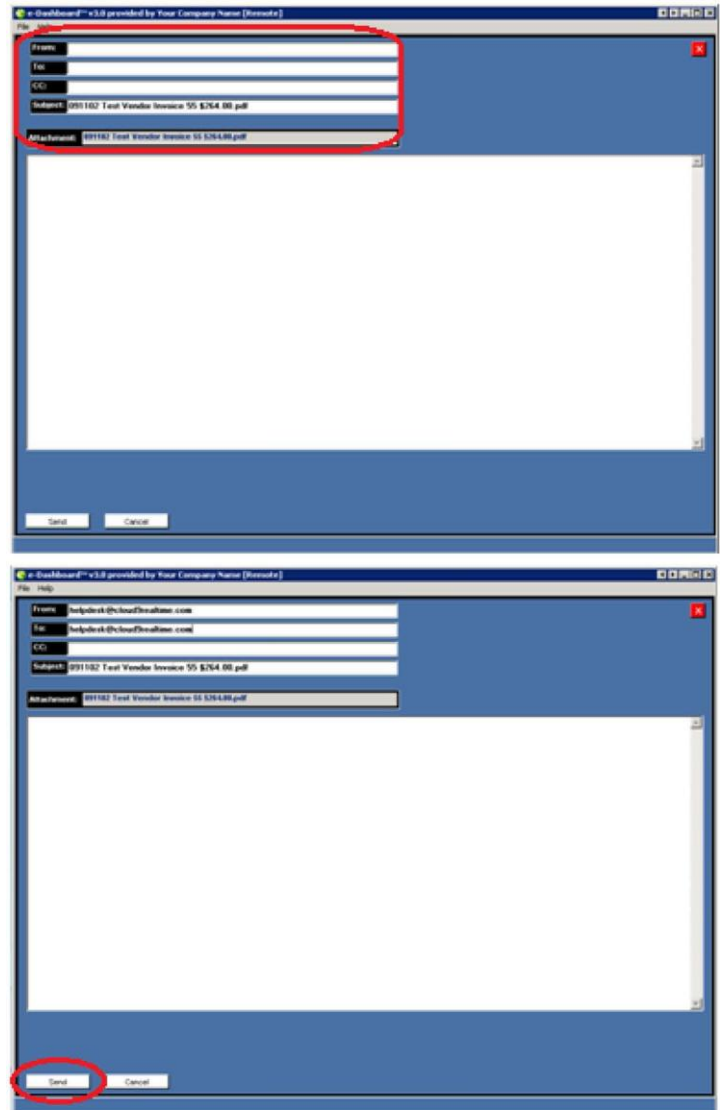 e-Dashboard™ v3.0 provided by Your Company Name [Remote]
File Help
From:
To:
CC:
Subject: 091102 Test Vendor Invoice 55 $264.00.pdf
Attachment: 091102 Test Vendor Invoice 55 $264.00.pdf
Send Cancel
e-Dashboard™ v3.0 provided by Your Company Name [Remote]
File Help
From: helpdesk@cloud9realtime.com
To: helpdesk@cloud9realtime.com
CC:
Subject: 091102 Test Vendor Invoice 55 $264.00.pdf
Attachment: 091102 Test Vendor Invoice 55 $264.00.pdf
Send Cancel